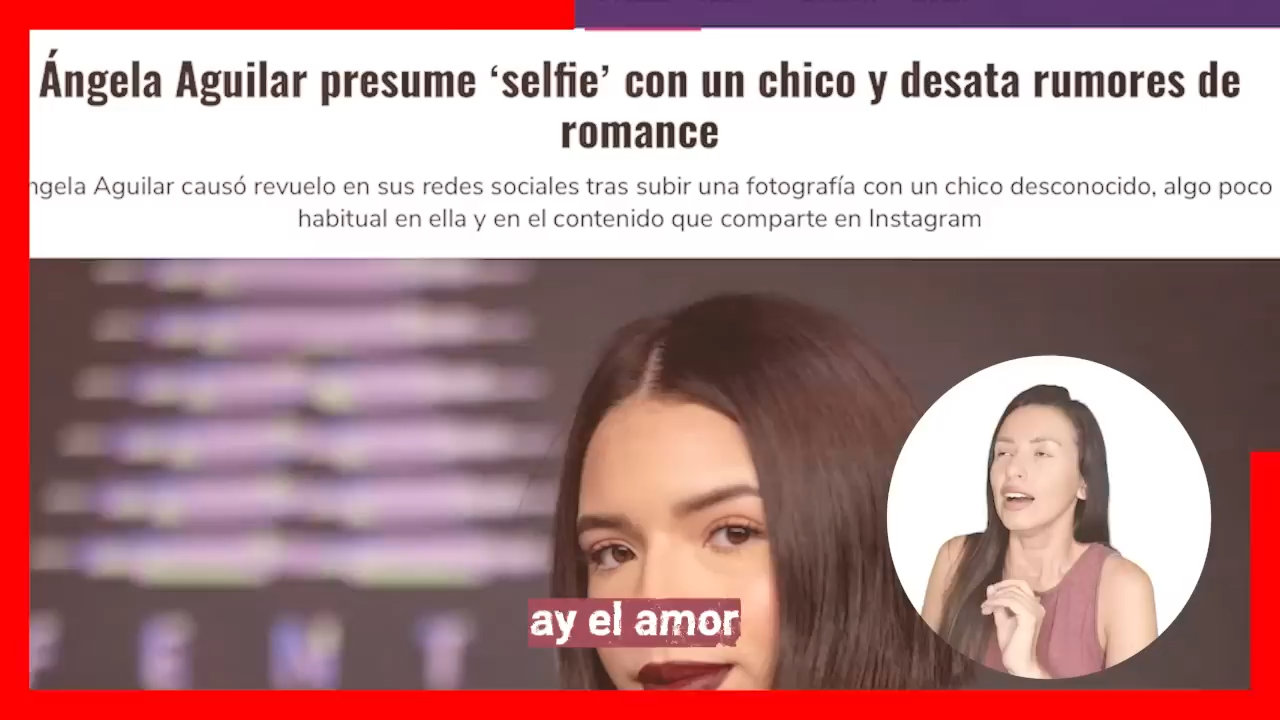 Ángela Aguilar presume ‘selfie’ con un chico y desata rumores de
romance
ngela Aguilar causó revuelo en sus redes sociales tras subir una fotografía con un chico desconocido, algo poco
habitual en ella y en el contenido que comparte en Instagram
ay el amor